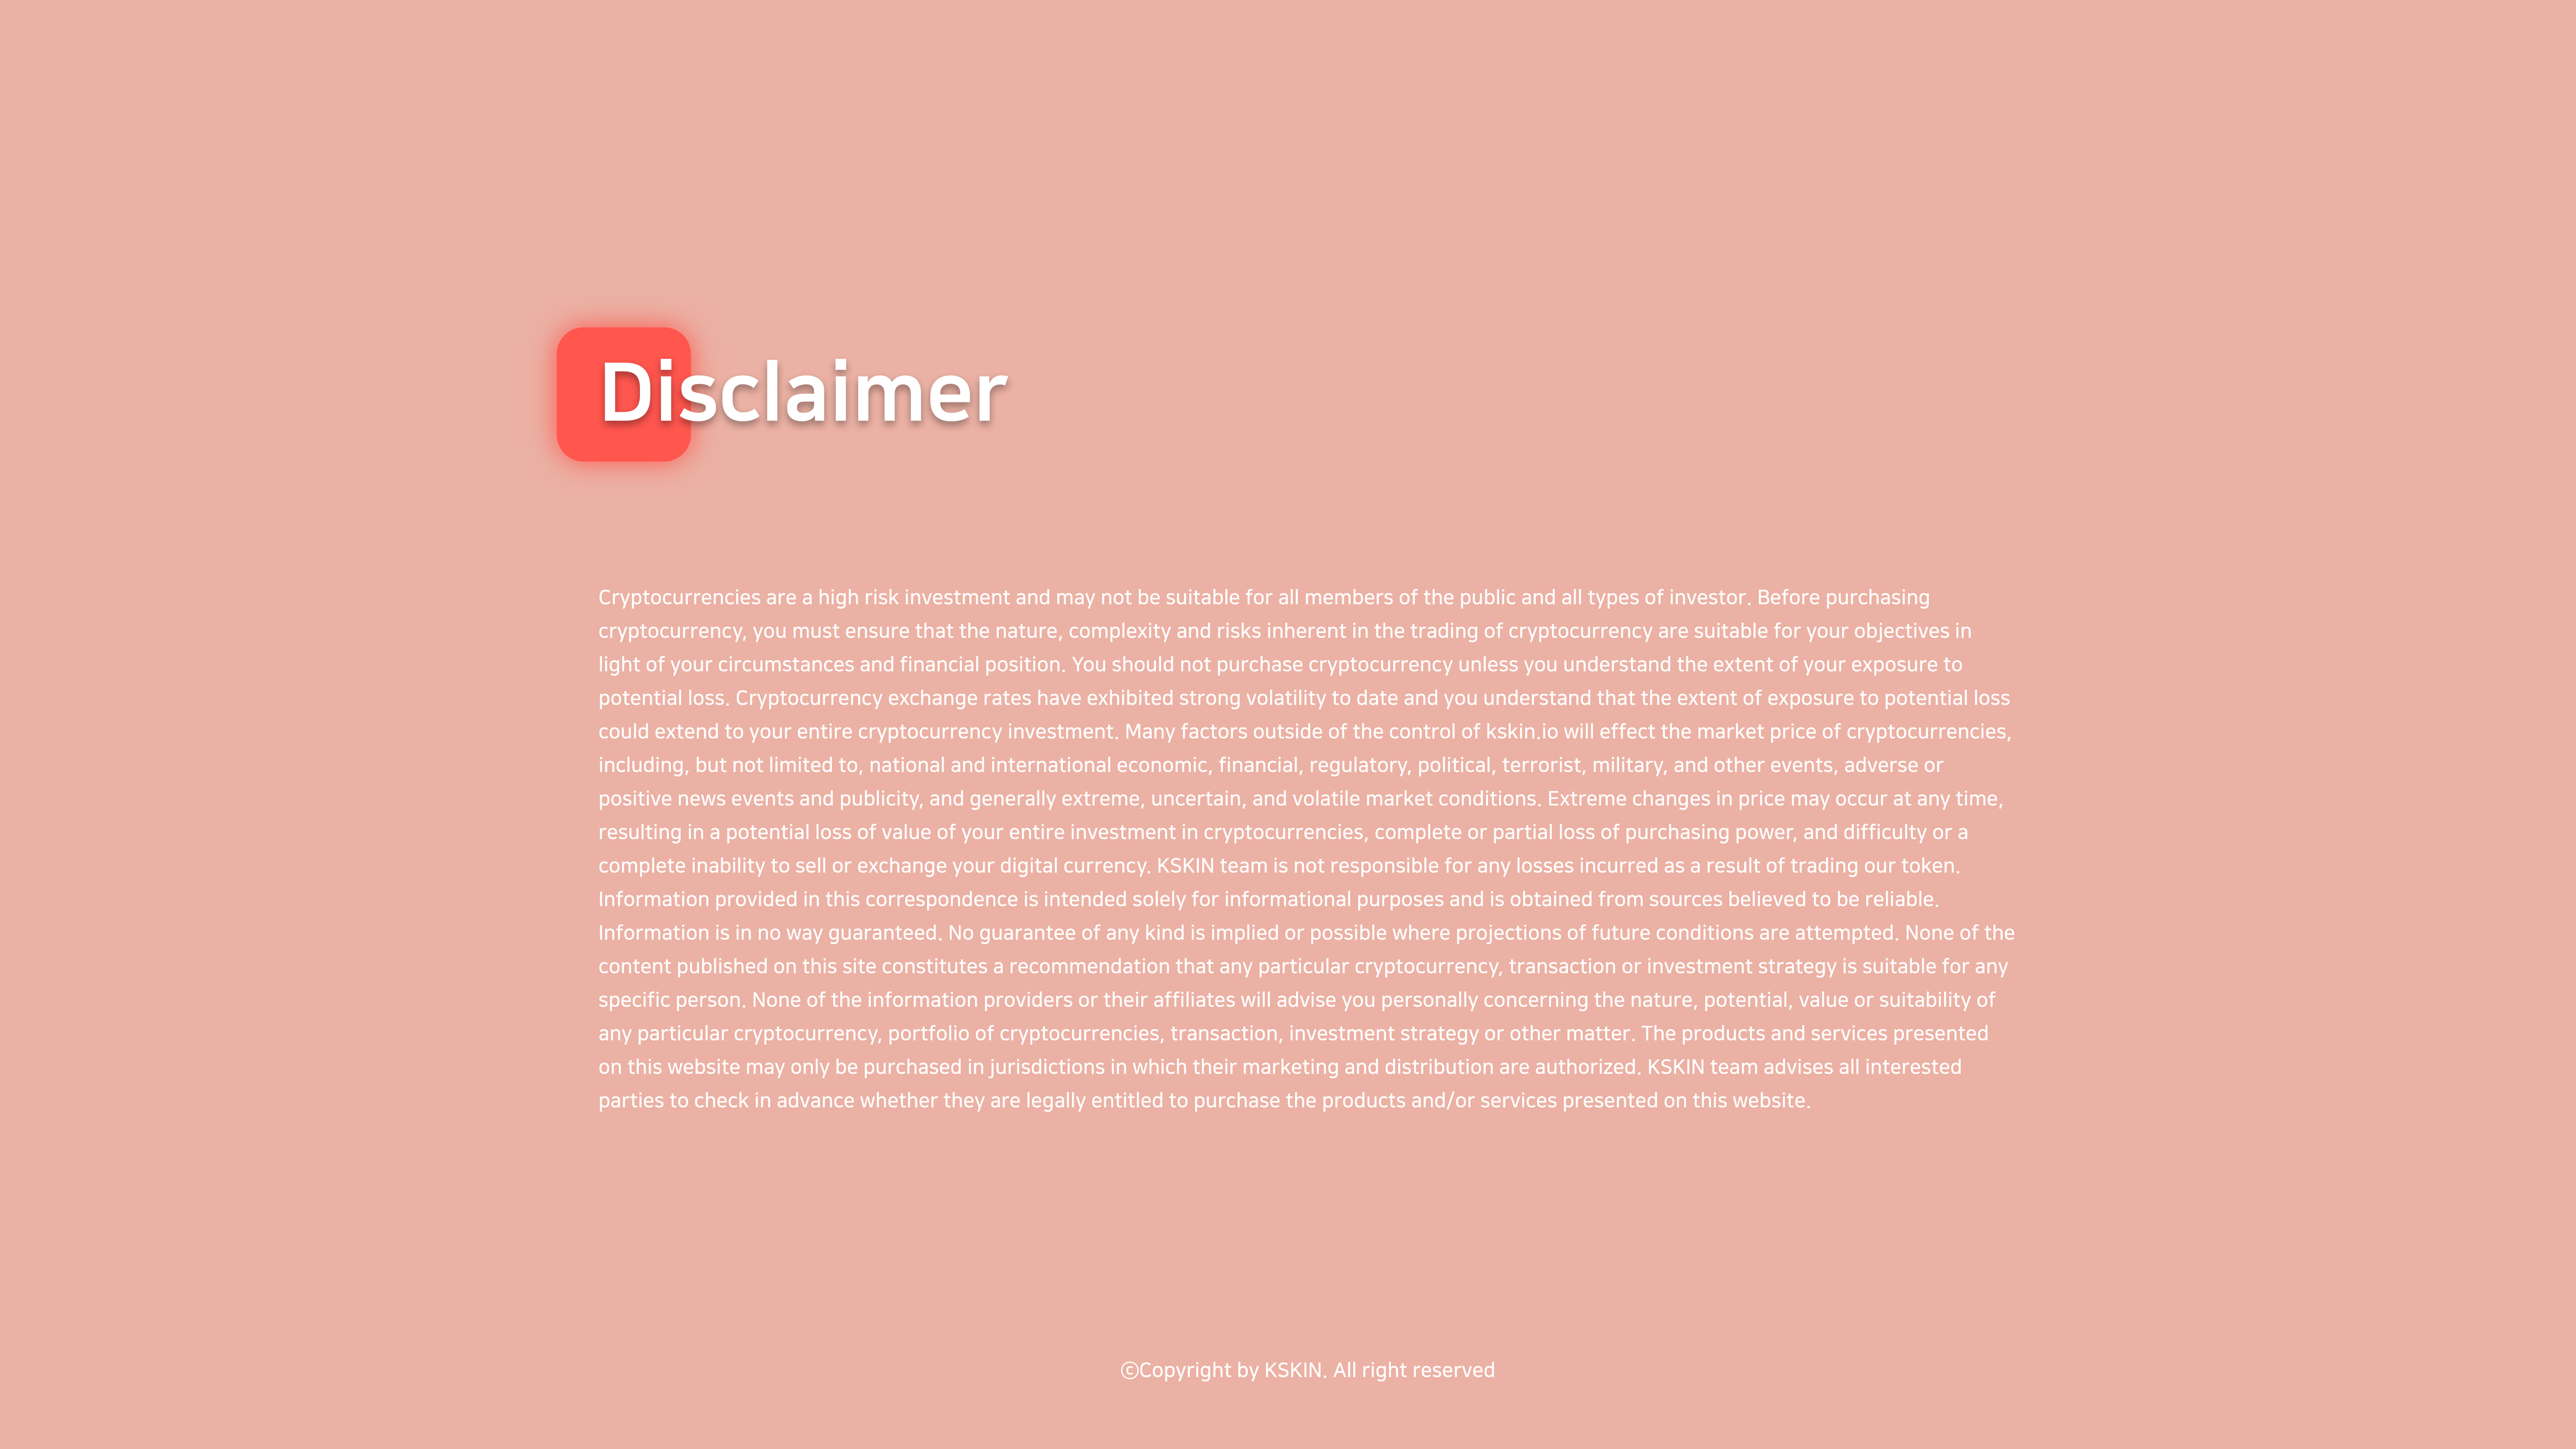 Disclaimer
Cryptocurrencies are a high risk investment and may not be suitable for all members of the public and all types of investor. Before purchasing
cryptocurrency, you must ensure that the nature, complexity and risks inherent in the trading of cryptocurrency are suitable for your objectives in
light of your circumstances and financial position. You should not purchase cryptocurrency unless you understand the extent of your exposure to
potential loss. Cryptocurrency exchange rates have exhibited strong volatility to date and you understand that the extent of exposure to potential loss
could extend to your entire cryptocurrency investment. Many factors outside of the control of kskin.io will effect the market price of cryptocurrencies,
including, but not limited to, national and international economic, financial, regulatory, political, terrorist, military, and other events, adverse or
positive news events and publicity, and generally extreme, uncertain, and volatile market conditions. Extreme changes in price may occur at any time,
resulting in a potential loss of value of your entire investment in cryptocurrencies, complete or partial loss of purchasing power, and difficulty or a
complete inability to sell or exchange your digital currency. KSKIN team is not responsible for any losses incurred as a result of trading our token.
Information provided in this correspondence is intended solely for informational purposes and is obtained from sources believed to be reliable.
Information is in no way guaranteed. No guarantee of any kind is implied or possible where projections of future conditions are attempted. None of the
content published on this site constitutes a recommendation that any particular cryptocurrency, transaction or investment strategy is suitable for any
specific person. None of the information providers or their affiliates will advise you personally concerning the nature, potential, value or suitability of
any particular cryptocurrency, portfolio of cryptocurrencies, transaction, investment strategy or other matter. The products and services presented
on this website may only be purchased in jurisdictions in which their marketing and distribution are authorized. KSKIN team advises all interested
parties to check in advance whether they are legally entitled to purchase the products and/or services presented on this website.
ⓒCopyright by KSKIN. All right reserved